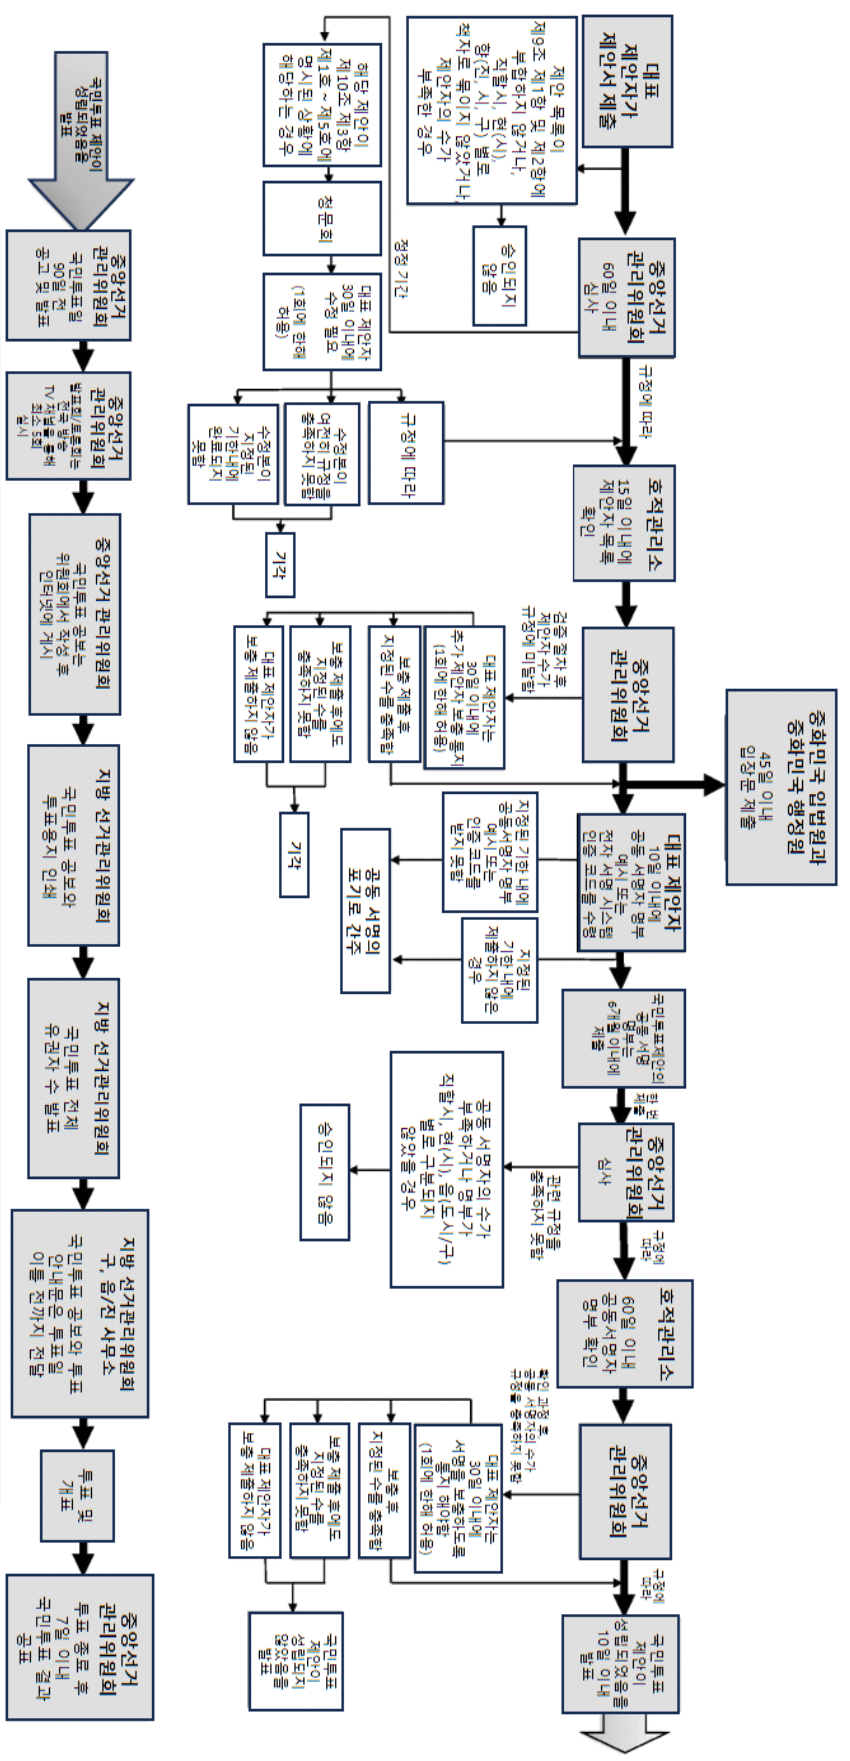 대표
제안자가
제안서 제출
중앙선거
관리위원회
60일 이내
심사
규정에 따라
호적관리소
15일 이내에
제안자 목록
확인
중앙선거
관리위원회
중화민국 입법원과
중화민국 행정원
45일 이내
입장문 제출
대표 제안자
10일 이내에
공동 서명자 명부
예시 또는
전자 서명 시스템
인증 코드를 수령
국민투표제안의
공동 서명
명부는
6개월 이내에
제출
한 번
제출
중앙선거
관리위원회
심사
규정에
따라
호적관리소
60일 이내
공동서명자
명부 확인
중앙선거
관리위원회
규정에
따라
국민투표
제안이
성립되었음을
10일 이내
발표
제안 목록이
제9조 제1항 및 제2항에
부합하지 않거나,
직할시, 현(시),
향(진, 시, 구) 별로
책자로 묶이지 않았거나,
제안자의 수가
부족한 경우
승인되지
않음
정정 기간
해당 제안이
제10조 제3항
제1호 ~ 제5호에
명시된 상황에
해당하는 경우
청문회
대표 제안자
30일 이내에
수정 필요
(1회에 한해
허용)
규정에 따라
수정분이
여전히 규정을
충족하지 못함
수정분이
지정된
기한내에
완료되지
못함
기각
검증 절차 후
제안자 수가
규정에 미달함
대표 제안자는
30일 이내에
추가 제안자 보충 통지
(1회에 한해 허용)
보충 제출 후
지정된 수를 충족함
보충 제출 후에도
지정된 수를
충족하지 못함
대표 제안자가
보충 제출하지 않음
기각
지정된 기한 내에
공동서명자 명부
예시 또는
인증 코드를
받지 못함
지정된
기한 내에
제출하지 않은
경우
공동 서명의
포기로 간주
관련 규정을
충족하지 못함
공동 서명자의 수가
부족하거나 명부가
직할시, 현(시), 읍(도시/구)
별로 구분되지
않았을 경우
승인되지 않음
확인 과정 후
공동 서명자의 수가
규정을 충족하지 못함
대표 제안자는
30일 이내에
서명을 보충하도록
통지 해야함
(1회에 한해 허용)
보충후
지정된 수를 충족함
보충 제출 후에도
지정된 수를
충족하지 못함
대표 제안자가
보충 제출하지 않음
국민투표
제안이
성립되지
않았음을
발표
국민투표 제안이
성립되었음을
발표
중앙선거
관리위원회
국민투표일
90일 전
공고 및 발표
중앙선거
관리위원회
발표회/토론회는
전국 방송
TV 채널을 통해
최소 5회
실시
중앙선거 관리위원회
국민투표 공보는
위원회에서 작성 후
인터넷에 게시
지방 선거관리위원회
국민투표 공보와
투표용지 인쇄
지방 선거관리위원회
국민투표 전체
유권자 수 발표
지방 선거관리위원회
구, 읍/진 사무소
국민투표 공보와 투표
안내문은 투표일
이틀 전까지 전달
투표 및
개표
중앙선거
관리위원회
투표 종료 후
7일 이내
국민투표 결과
공표